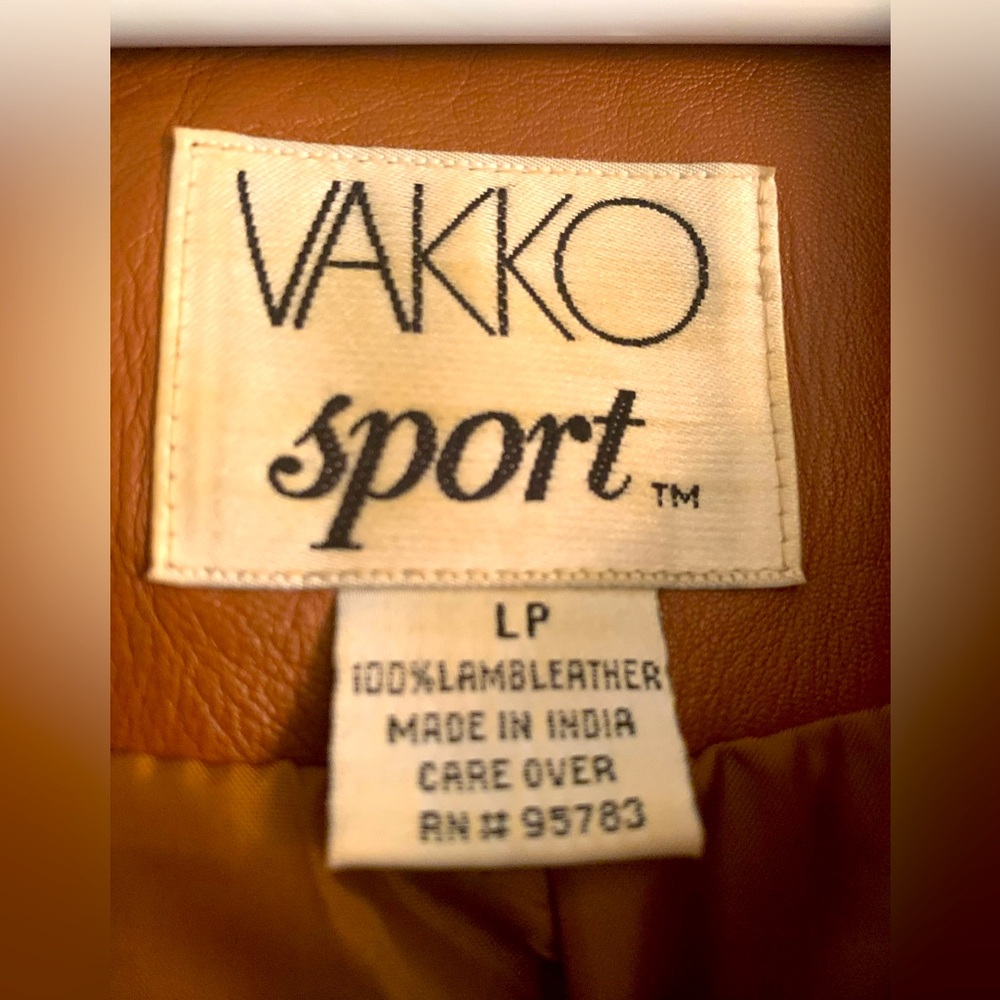 VAKKO
sport™
LP
100%LAMBLEATHER
MADE IN INDIA
CARE OVER
RN# 95783